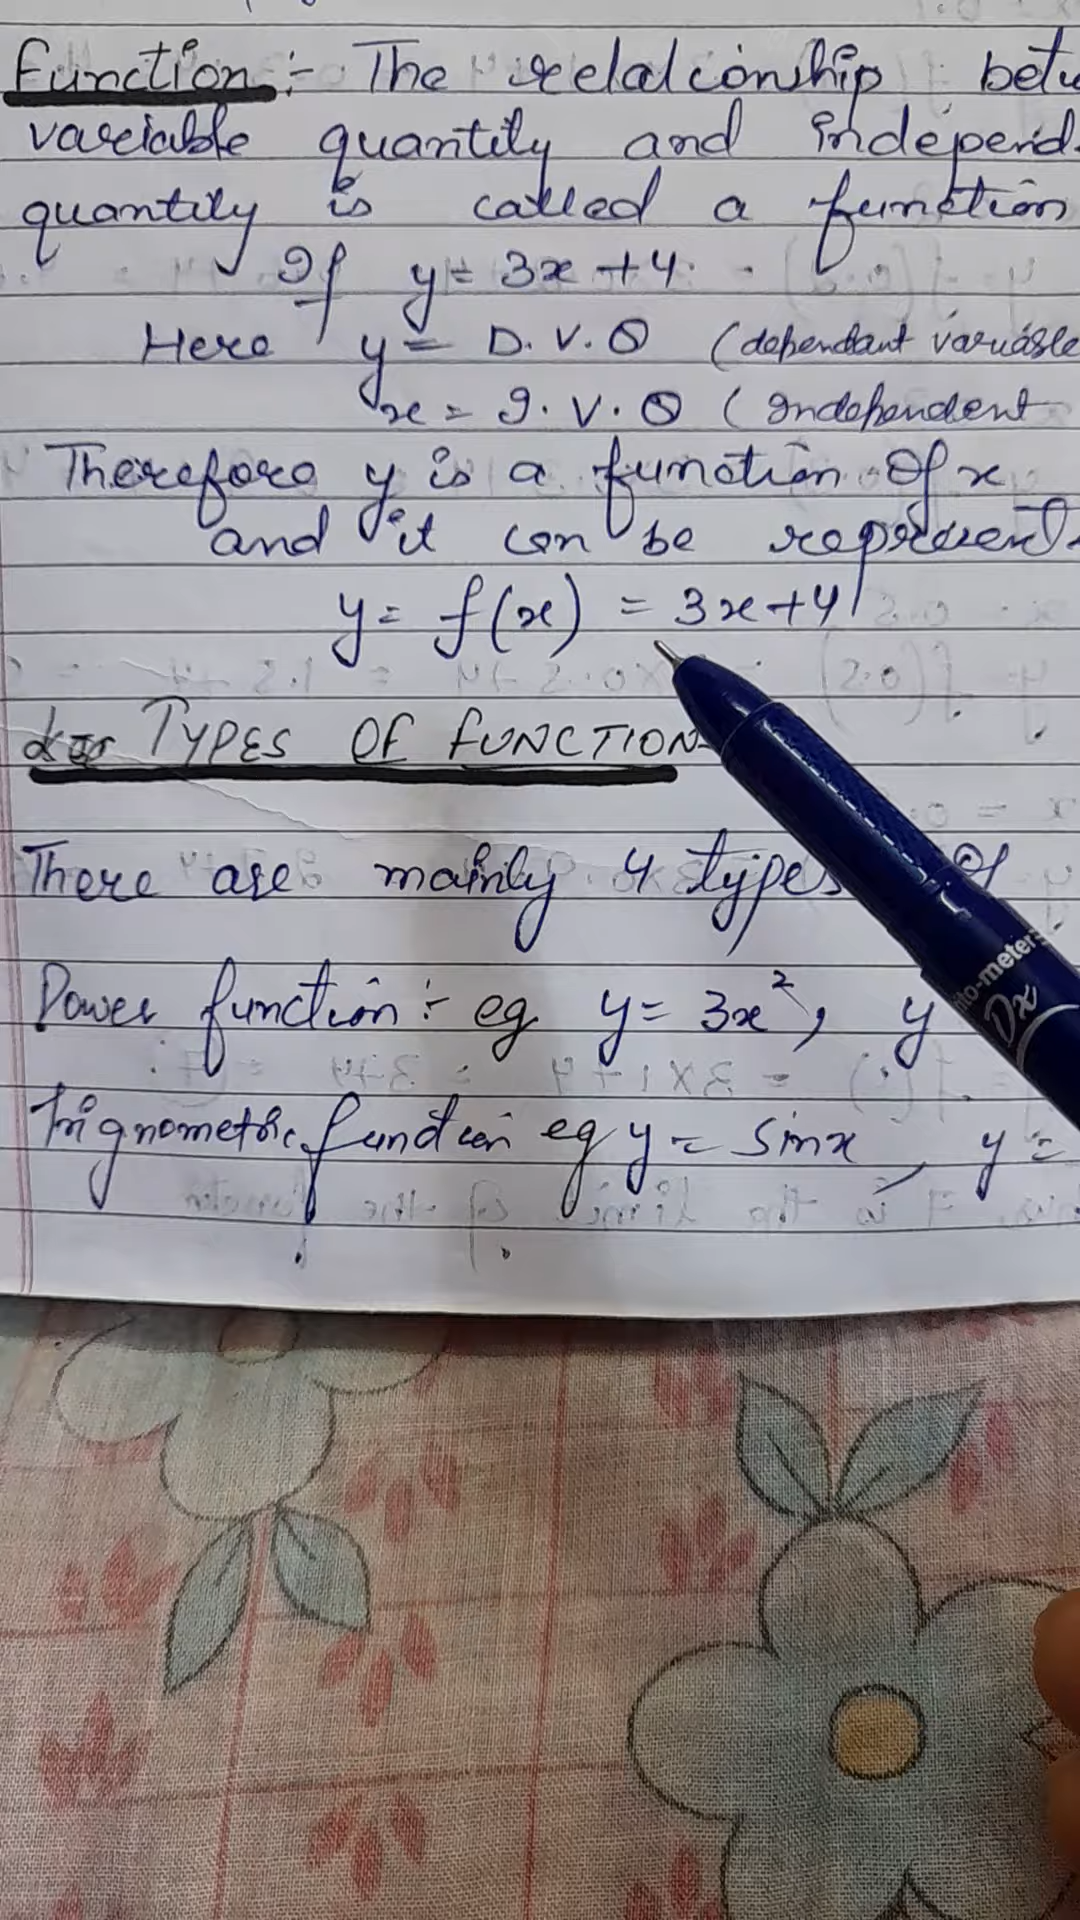 Function :- The relationship betw
variable quantity and independ
quantity is called a function
If y = 3x + 4.
Here y = D.V.Q (dependant variable
x = I.V.Q (Independent
Therefore y is a function Of x
and it can be represent
y = f(x) = 3x+4
TYPES OF FUNCTION
There are mainly 4 types Of
Power function :- eg y = 3x², y
Trignometric function eg y = sinx , y =
Dx